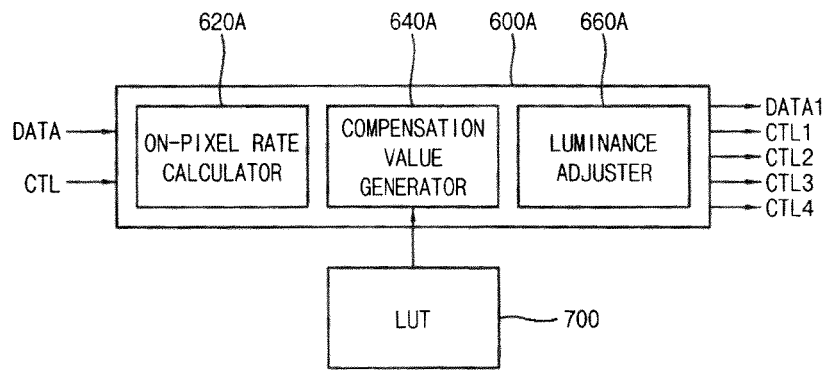 620A 640A 600A 660A
DATA
CTL
ON-PIXEL RATE
CALCULATOR
COMPENSATION
VALUE
GENERATOR
LUMINANCE
ADJUSTER
DATA1
CTL1
CTL2
CTL3
CTL4
LUT
700